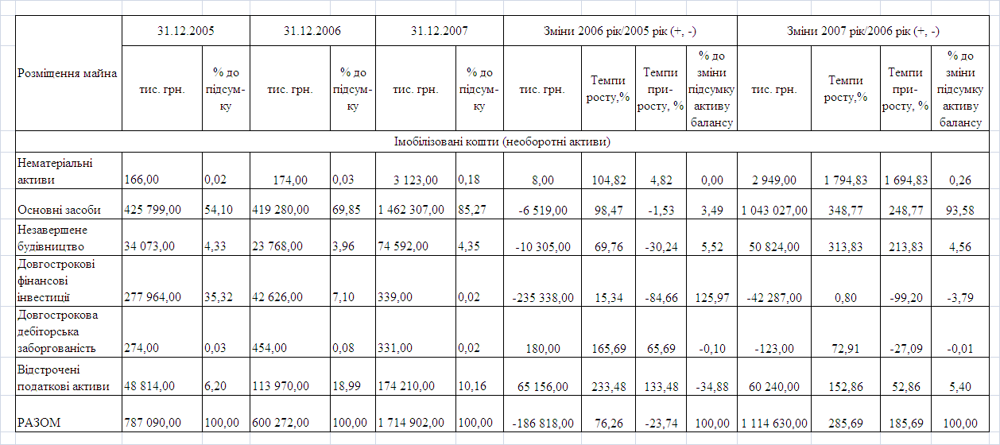 Розміщення майна 31.12.2005 31.12.2006 31.12.2007 Зміни 2006 рік/2005 рік (+, -) Зміни 2007 рік/2006 рік (+, -)
тис. грн. % до підсум-ку тис. грн. % до підсум-ку тис. грн. % до підсум-ку тис. грн. Темпи росту,% Темпи при-росту, % % до зміни підсумку активу балансу тис. грн. Темпи росту,% Темпи при-росту, % % до зміни підсумку активу балансу
Імобілізовані кошти (необоротні активи)
Нематеріальні
активи 166,00 0,02 174,00 0,03 3 123,00 0,18 8,00 104,82 4,82 0,00 2 949,00 1 794,83 1 694,83 0,26
Основні засоби 425 799,00 54,10 419 280,00 69,85 1 462 307,00 85,27 -6 519,00 98,47 -1,53 3,49 1 043 027,00 348,77 248,77 93,58
Незавершене
будівництво 34 073,00 4,33 23 768,00 3,96 74 592,00 4,35 -10 305,00 69,76 -30,24 5,52 50 824,00 313,83 213,83 4,56
Довгострокові
фінансові
інвестиції 277 964,00 35,32 42 626,00 7,10 339,00 0,02 -235 338,00 15,34 -84,66 125,97 -42 287,00 0,80 -99,20 -3,79
Довгострокова
дебіторська
заборгованість 274,00 0,03 454,00 0,08 331,00 0,02 180,00 165,69 65,69 -0,10 -123,00 72,91 -27,09 -0,01
Відстрочені
податкові активи 48 814,00 6,20 113 970,00 18,99 174 210,00 10,16 65 156,00 233,48 133,48 -34,88 60 240,00 152,86 52,86 5,40
РАЗОМ 787 090,00 100,00 600 272,00 100,00 1 714 902,00 100,00 -186 818,00 76,26 -23,74 100,00 1 114 630,00 285,69 185,69 100,00